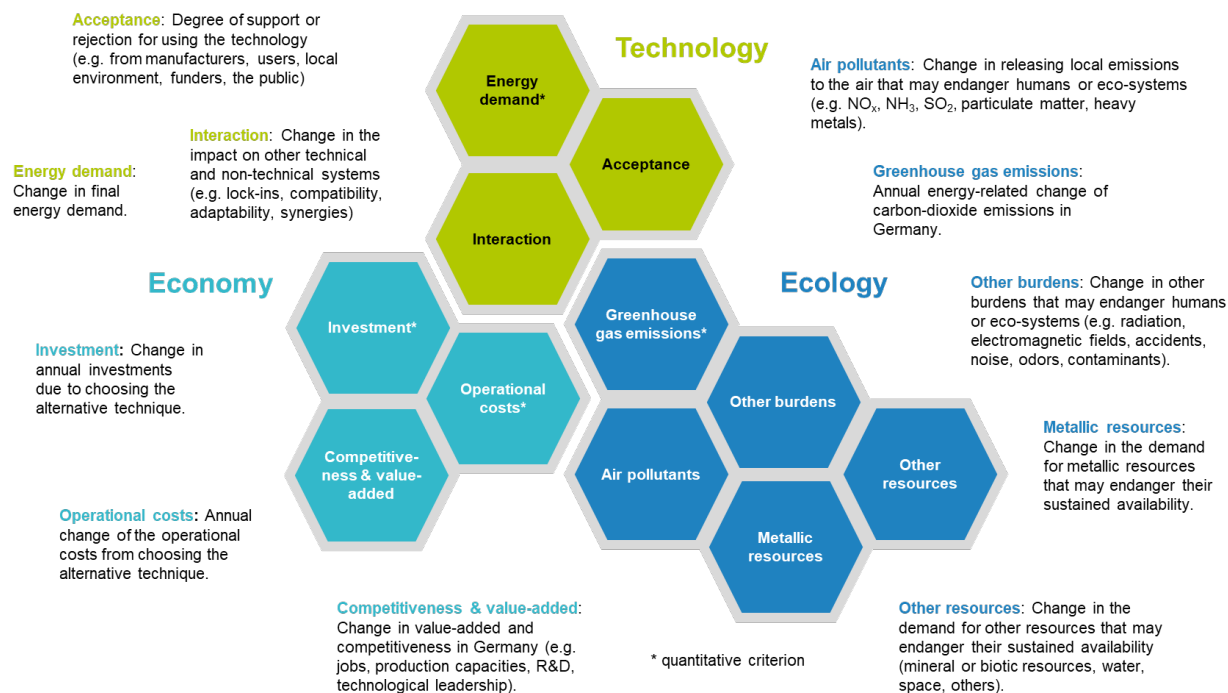 Acceptance: Degree of support or
rejection for using the technology
(e.g. from manufacturers, users, local
environment, funders, the public)
Technology
Energy
demand*
Acceptance
Interaction
Air pollutants: Change in releasing local emissions
to the air that may endanger humans or eco-systems
(e.g. NOx, NH3, SO2, particulate matter, heavy
metals).
Interaction: Change in the
impact on other technical
and non-technical systems
(e.g. lock-ins, compatibility,
adaptability, synergies)
Energy demand:
Change in final
energy demand.
Greenhouse gas emissions:
Annual energy-related change of
carbon-dioxide emissions in
Germany.
Economy
Investment*
Operational
costs*
Competitive-
ness & value-
added
Ecology
Greenhouse
gas emissions*
Other burdens
Air pollutants
Other
resources
Metallic
resources
Other burdens: Change in other
burdens that may endanger humans
or eco-systems (e.g. radiation,
electromagnetic fields, accidents,
noise, odors, contaminants).
Investment: Change in
annual investments
due to choosing the
alternative technique.
Metallic resources:
Change in the demand
for metallic resources
that may endanger their
sustained availability.
Operational costs: Annual
change of the operational
costs from choosing the
alternative technique.
Competitiveness & value-added:
Change in value-added and
competitiveness in Germany (e.g.
jobs, production capacities, R&D,
technological leadership).
* quantitative criterion
Other resources: Change in the
demand for other resources that may
endanger their sustained availability
(mineral or biotic resources, water,
space, others).